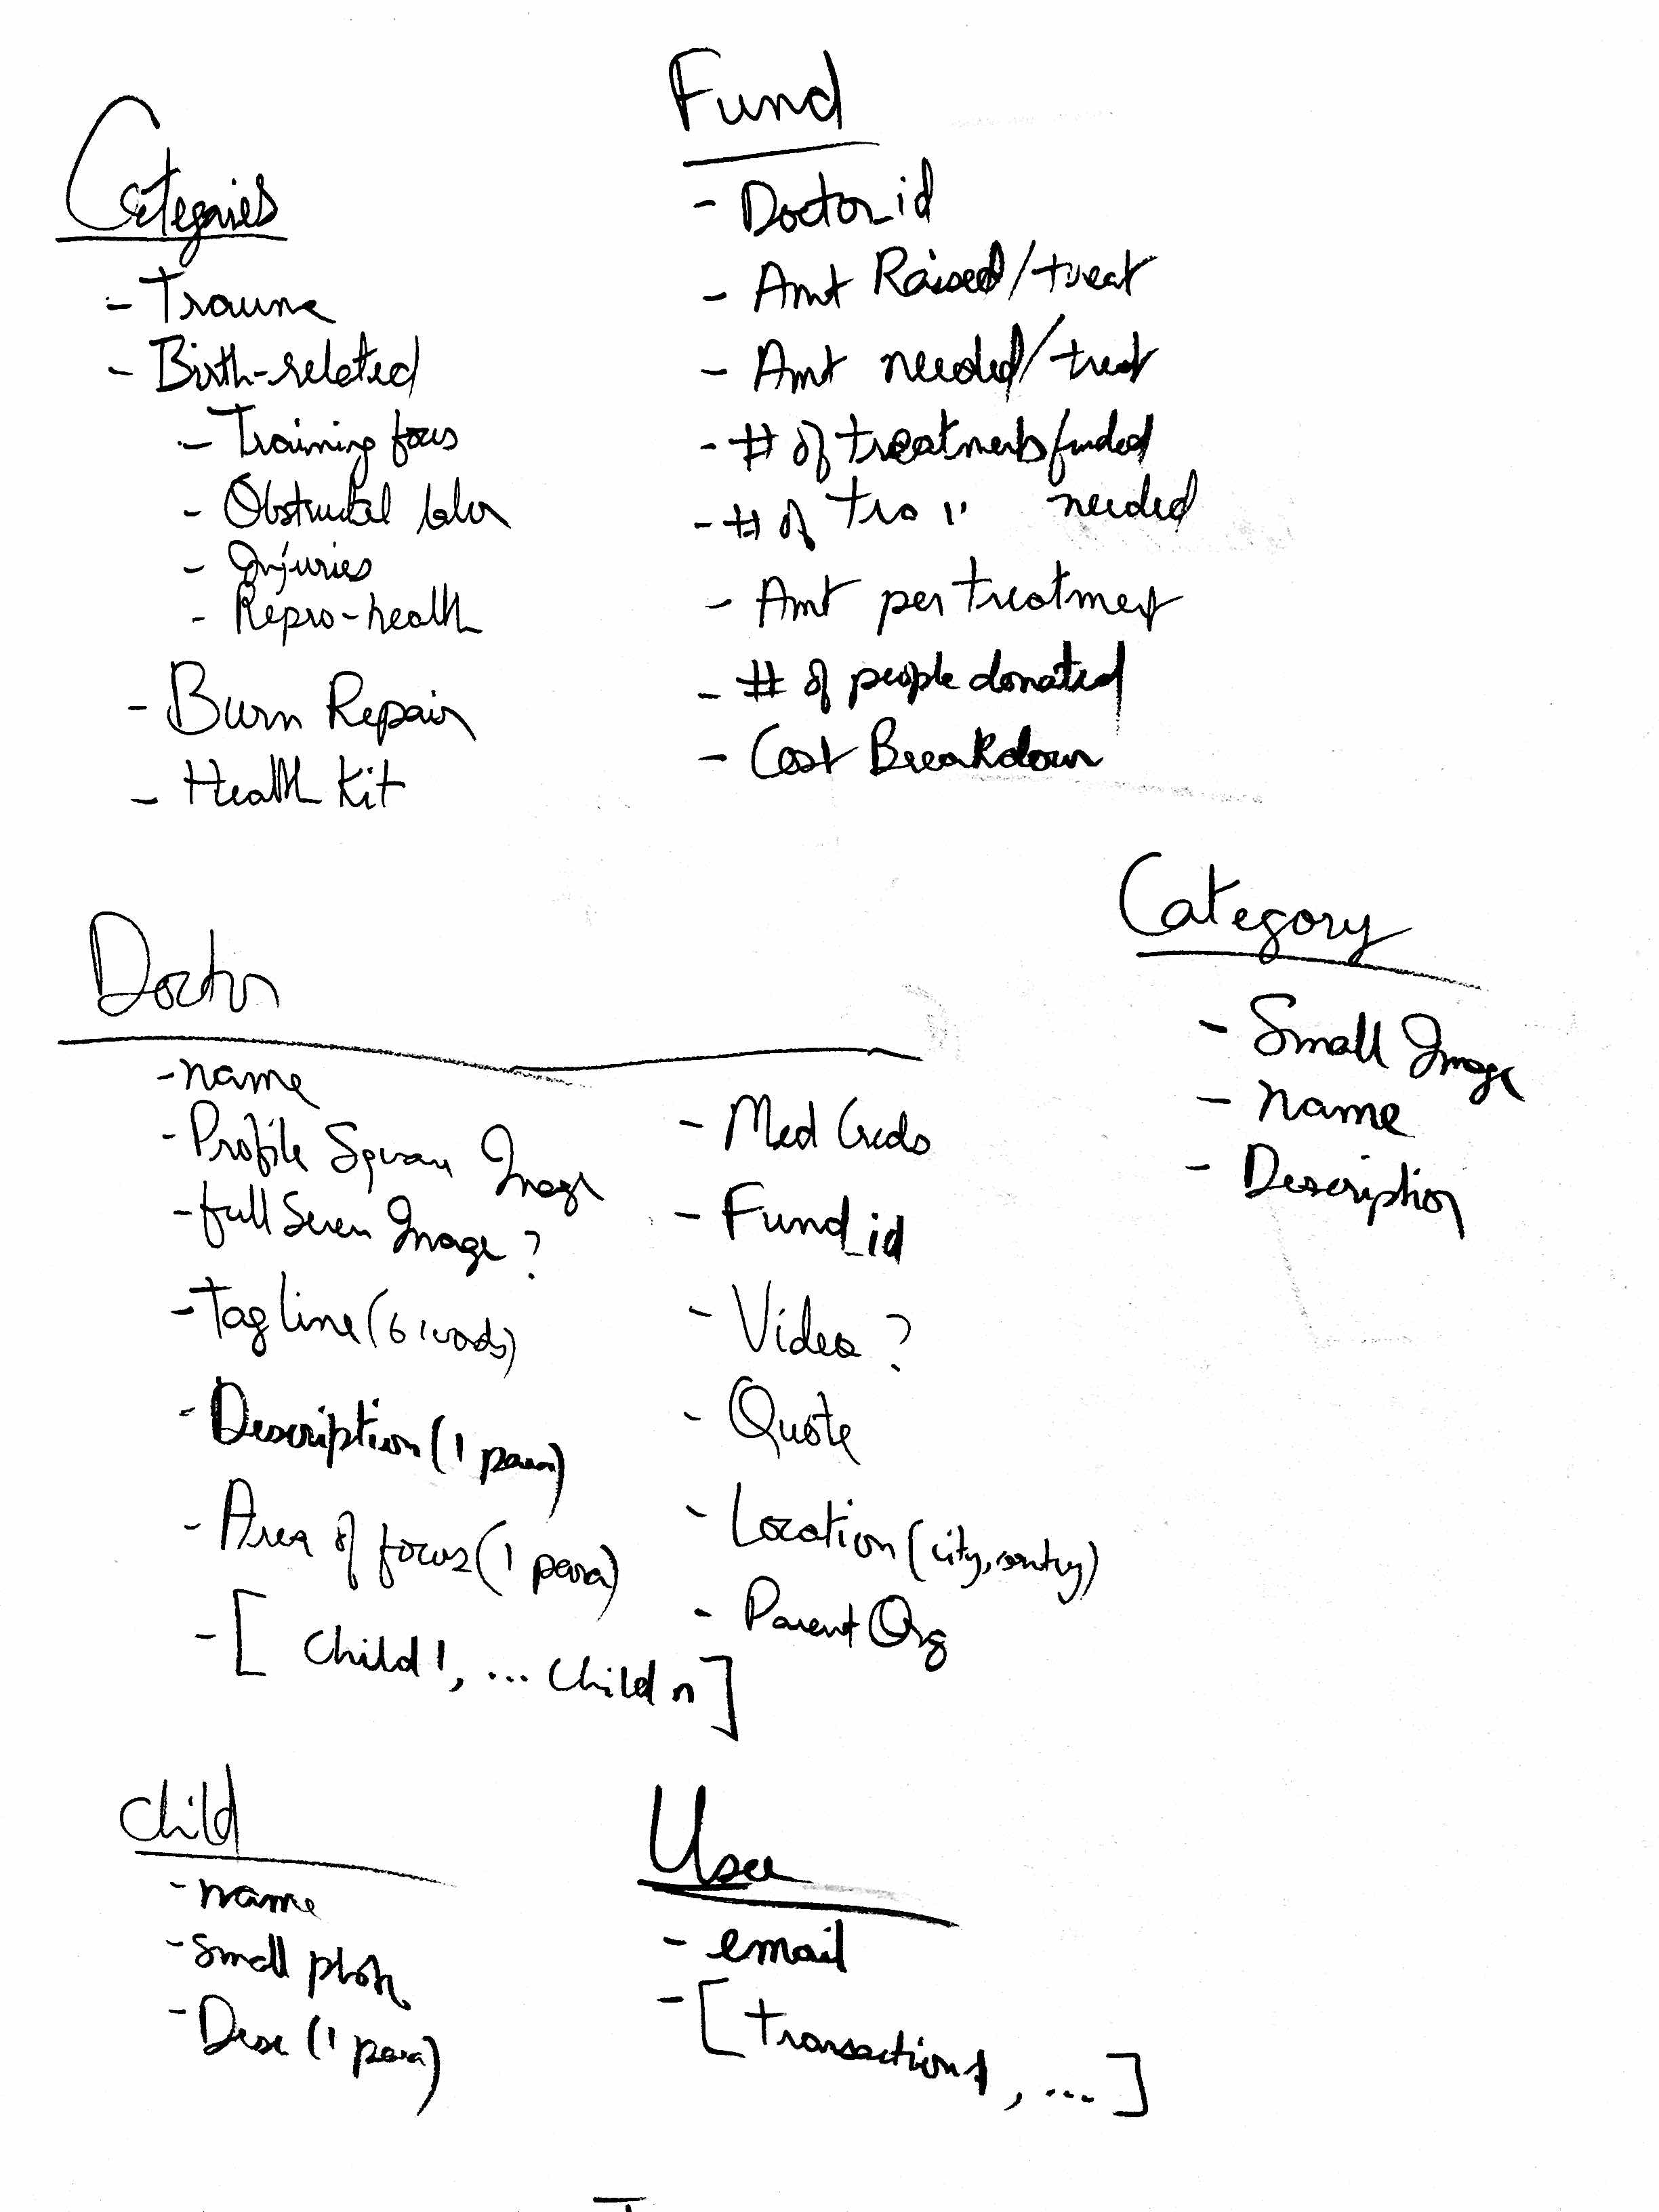 Categories
- Trauma
- Birth-related
- Training focus
- Obstructed labor
- Injuries
- Repro-health
- Burn Repair
- Health Kit
Fund
- Doctor_id
- Amt Raised/treat
- Amt needed/treat
- # of treatments funded
- # of tre " needed
- Amt per treatment
- # of people donated
- Cost Breakdown
Doctor
- name
- Profile Square Image
- full Screen Image?
- Tag line (6 words)
- Description (1 para)
- Area of focus (1 para)
- [ Child 1, ... Child n ]
- Med Creds
- Fund_id
- Video?
- Quote
- Location (city, country)
- Parent Org
Category
- Small Image
- name
- Description
Child
- name
- small photo
- Desc (1 para)
User
- email
- [ transaction 1, .... ]